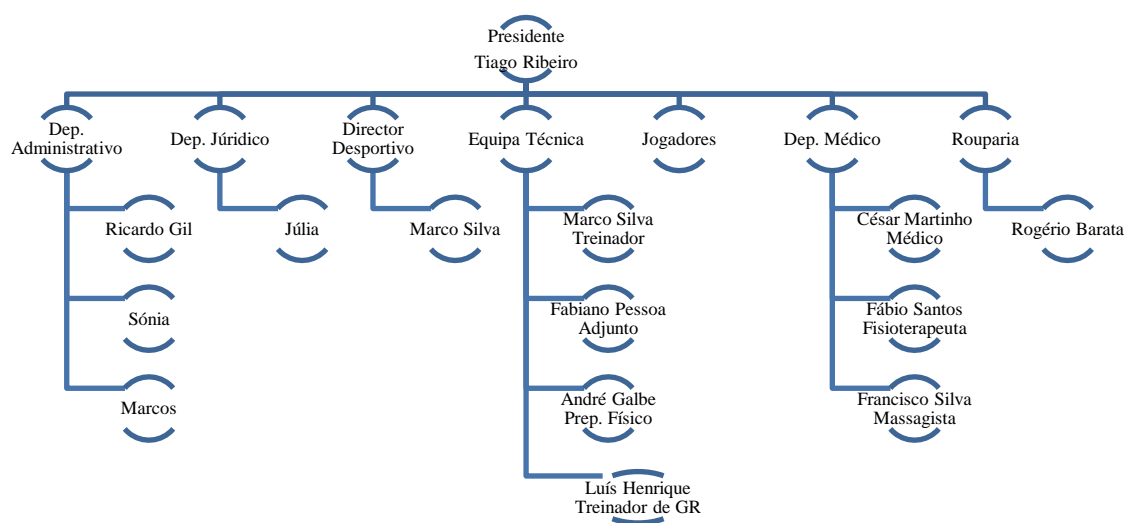 Presidente
Tiago Ribeiro
Dep.
Administrativo
Dep. Júridico
Director
Desportivo
Equipa Técnica
Jogadores
Dep. Médico
Rouparia
Ricardo Gil
Sónia
Marcos
Júlia
Marco Silva
Marco Silva
Treinador
Fabiano Pessoa
Adjunto
André Galbe
Prep. Físico
Luís Henrique
Treinador de GR
César Martinho
Médico
Fábio Santos
Fisioterapeuta
Francisco Silva
Massagista
Rogério Barata